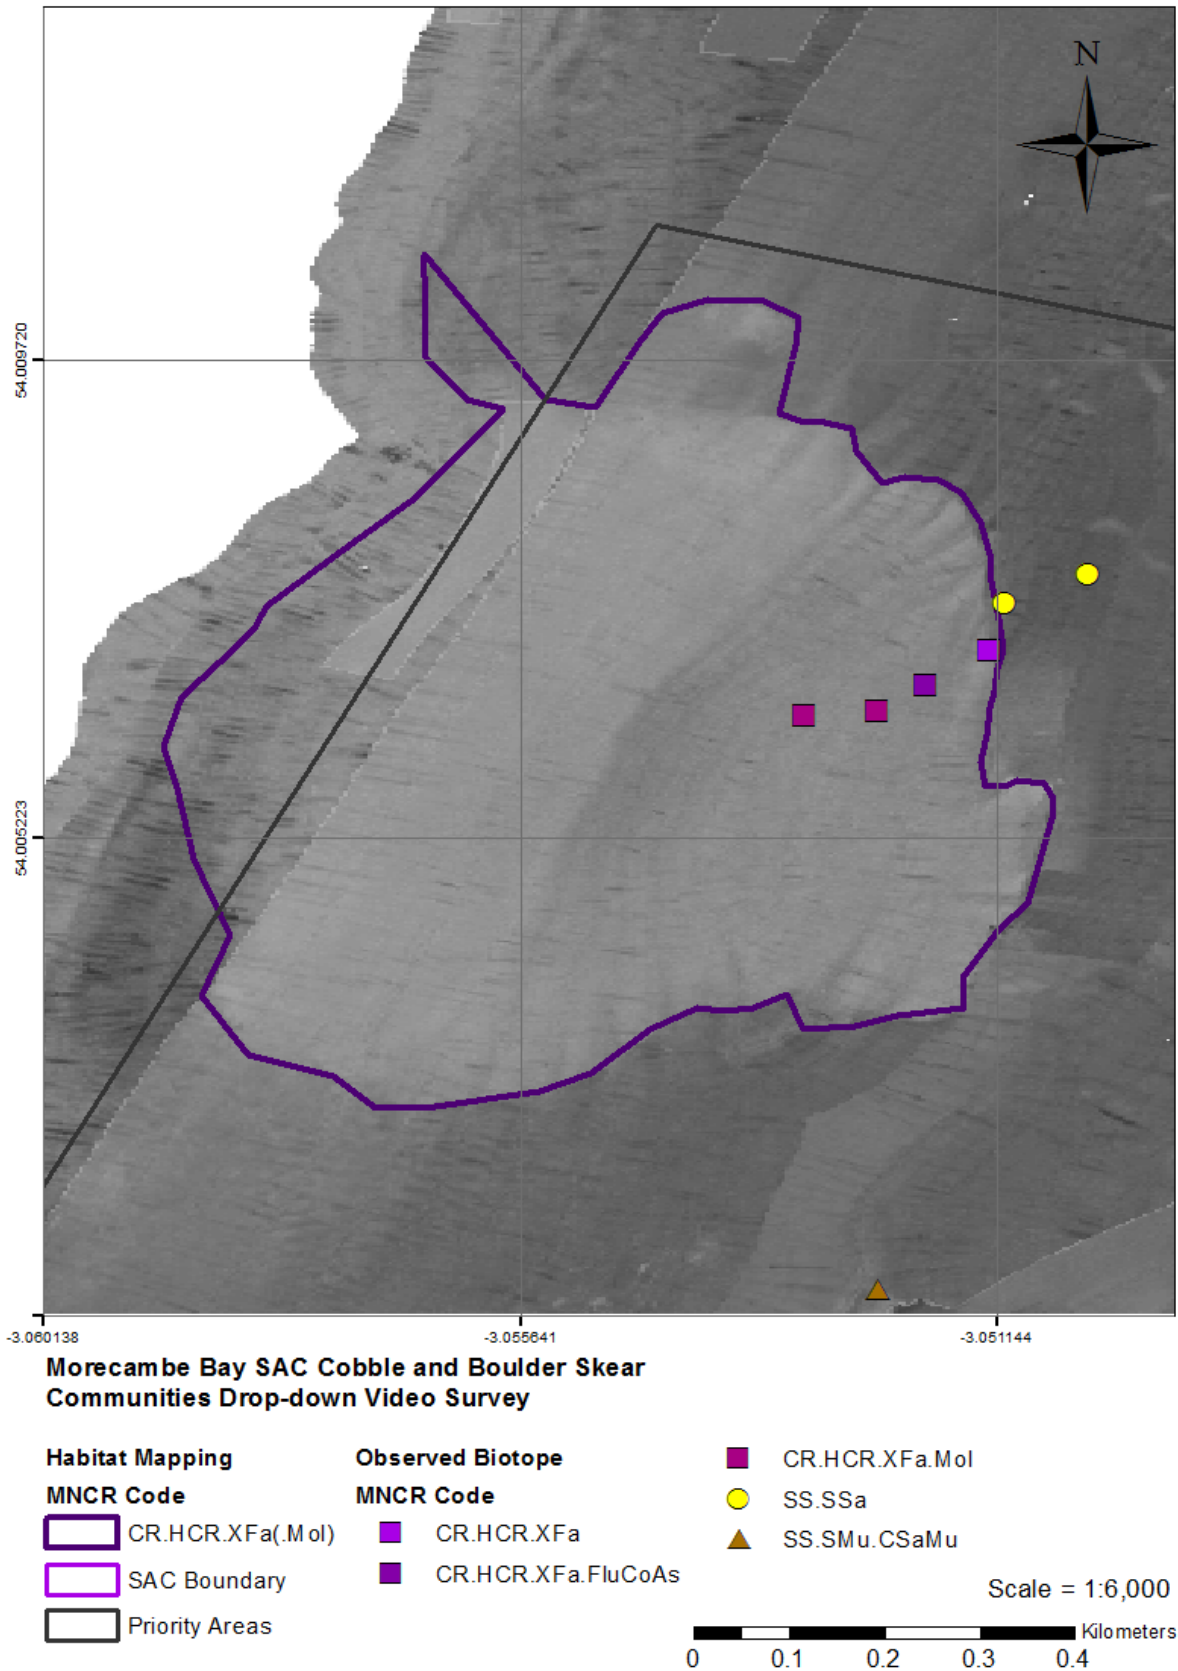 N
54.009720
54.005223
-3.060138
-3.055641
-3.051144
Morecambe Bay SAC Cobble and Boulder Skear
Communities Drop-down Video Survey
Habitat Mapping
MNCR Code
CR.HCR.XFa(.Mol)
SAC Boundary
Priority Areas
Observed Biotope
MNCR Code
CR.HCR.XFa
CR.HCR.XFa.FluCoAs
CR.HCR.XFa.Mol
SS.SSa
SS.SMu.CSaMu
Scale = 1:6,000
Kilometers
0 0.1 0.2 0.3 0.4